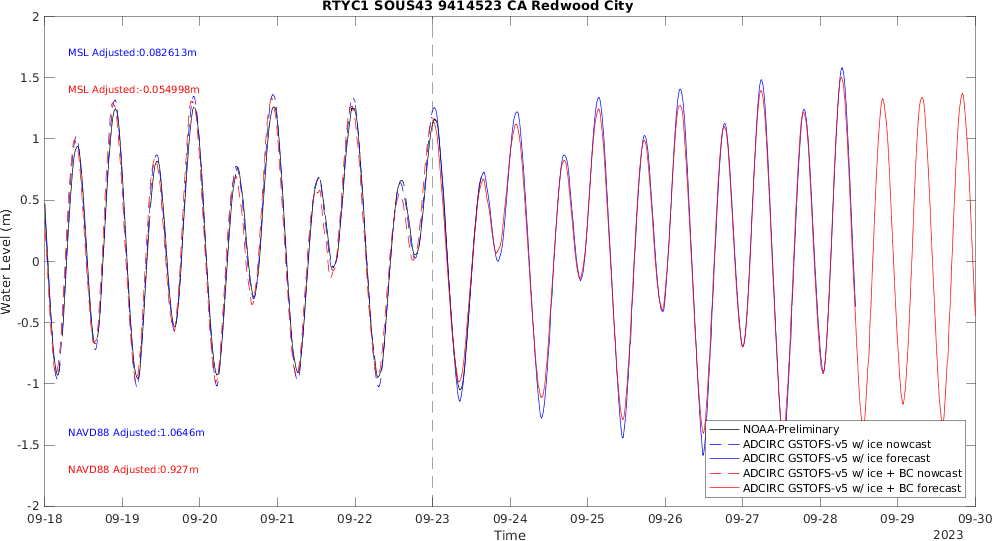 RTYC1 SOUS43 9414523 CA Redwood City
2
1.5
1
0.5
0
-0.5
-1
-1.5
-2
Water Level (m)
MSL Adjusted:0.082613m
MSL Adjusted:-0.054998m
NAVD88 Adjusted:1.0646m
NAVD88 Adjusted:0.927m
NOAA-Preliminary
ADCIRC GSTOFS-v5 w/ ice nowcast
ADCIRC GSTOFS-v5 w/ ice forecast
ADCIRC GSTOFS-v5 w/ ice + BC nowcast
ADCIRC GSTOFS-v5 w/ ice + BC forecast
09-18 09-19 09-20 09-21 09-22 09-23 09-24 09-25 09-26 09-27 09-28 09-29 09-30
Time
2023